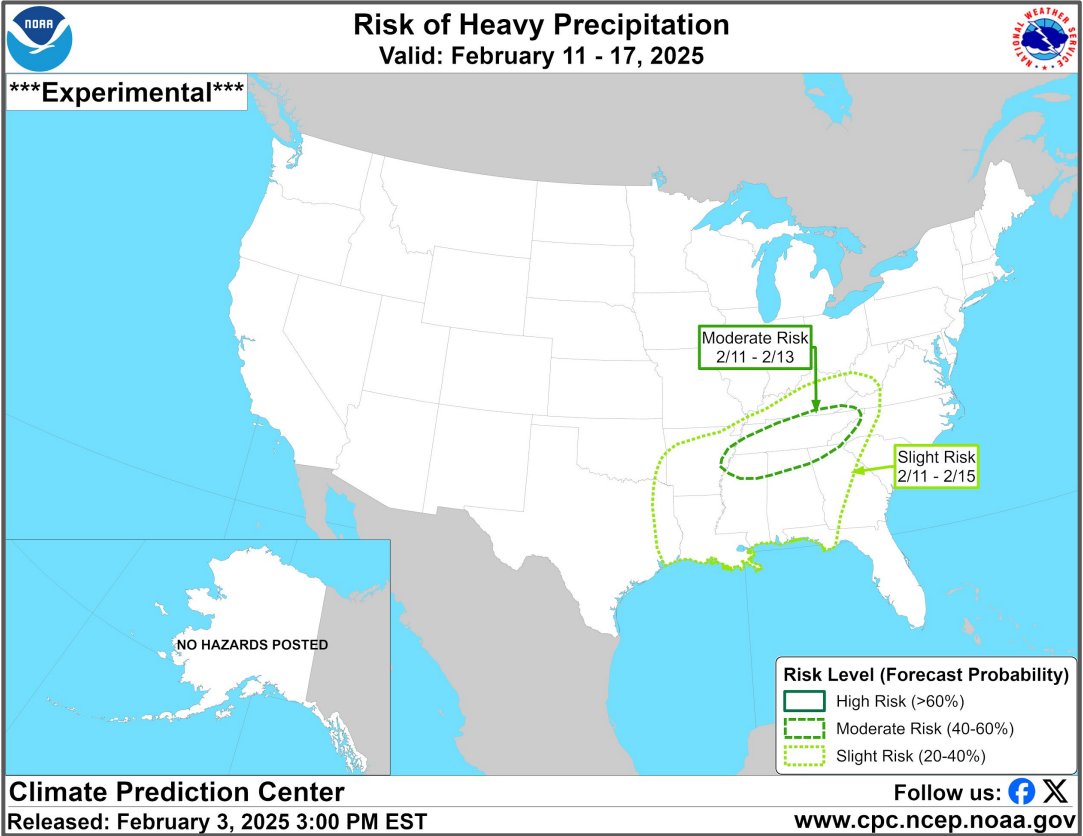 NOAA
Risk of Heavy Precipitation
Valid: February 11 - 17, 2025
NATIONAL WEATHER SERVICE
***Experimental***
Moderate Risk
2/11 - 2/13
Slight Risk
2/11 - 2/15
NO HAZARDS POSTED
Risk Level (Forecast Probability)
High Risk (>60%)
Moderate Risk (40-60%)
Slight Risk (20-40%)
Climate Prediction Center
Follow us:
Released: February 3, 2025 3:00 PM EST
www.cpc.ncep.noaa.gov